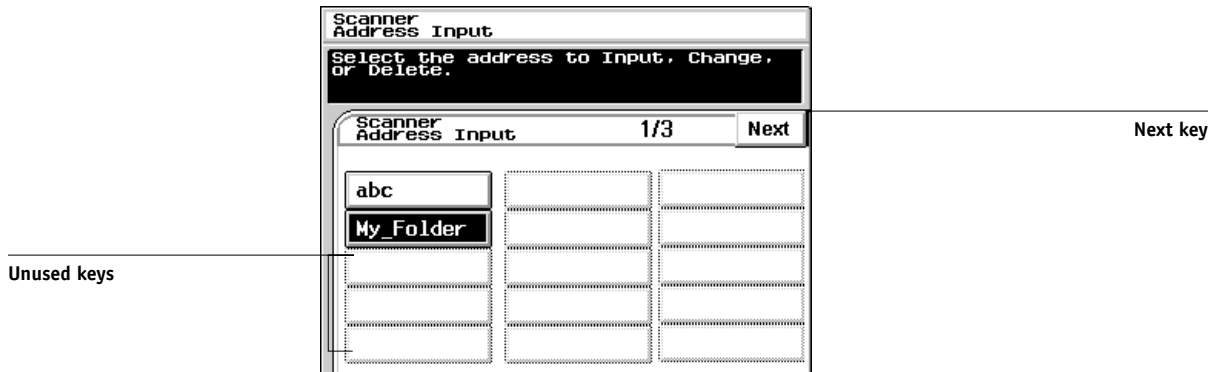 Scanner
Address Input
Select the address to Input, Change,
or Delete.
Scanner
Address Input
1/3
Next
Next key
abc
My_Folder
Unused keys